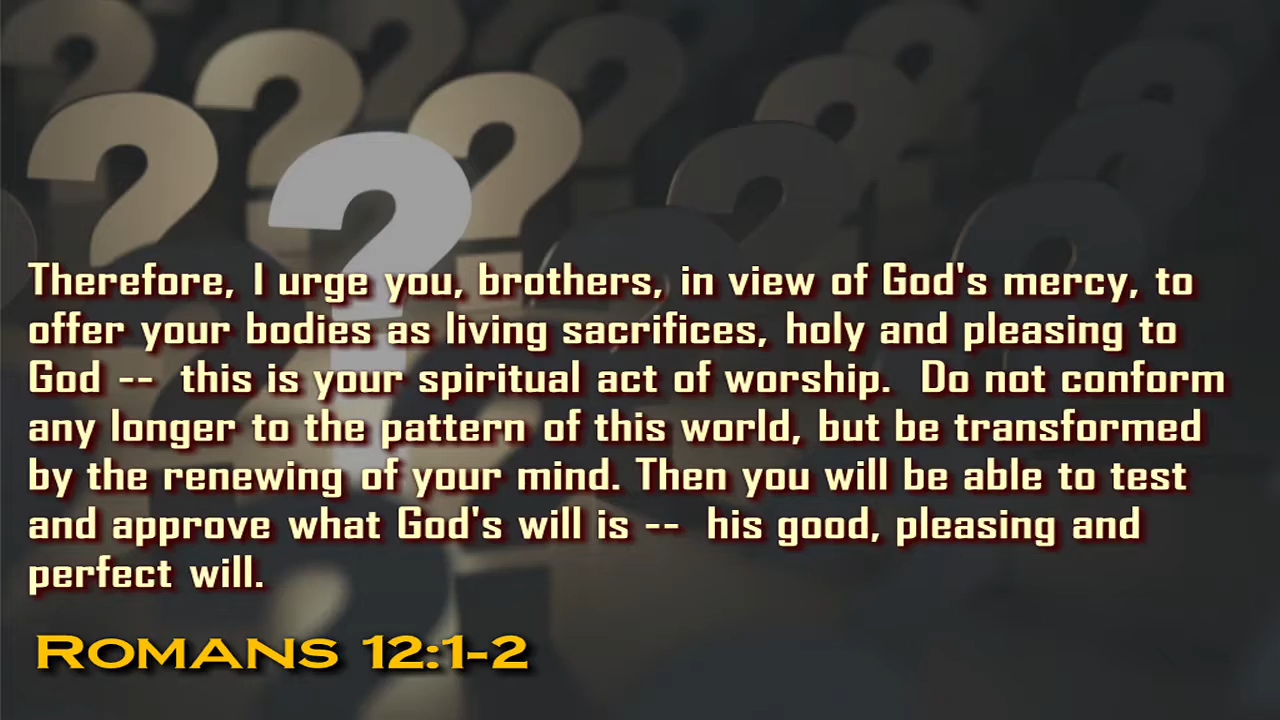 Therefore, I urge you, brothers, in view of God's mercy, to
offer your bodies as living sacrifices, holy and pleasing to
God --  this is your spiritual act of worship.  Do not conform
any longer to the pattern of this world, but be transformed
by the renewing of your mind. Then you will be able to test
and approve what God's will is --  his good, pleasing and
perfect will.
Romans 12:1-2